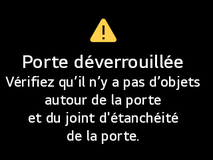 Porte déverrouillée
Vérifiez qu'il n'y a pas d'objets
autour de la porte
et du joint d'étanchéité
de la porte.